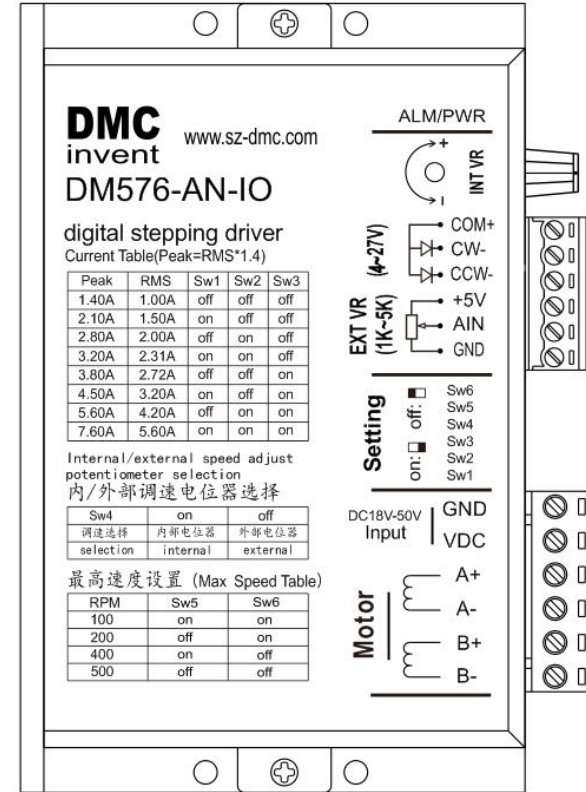 DMC
invent
www.sz-dmc.com
DM576-AN-IO
digital stepping driver
Current Table(Peak=RMS*1.4)
Peak RMS Sw1 Sw2 Sw3
1.40A 1.00A off off off
2.10A 1.50A on off off
2.80A 2.00A off on off
3.20A 2.31A on on off
3.80A 2.72A off off on
4.50A 3.20A on off on
5.60A 4.20A off on on
7.60A 5.60A on on on
Internal/external speed adjust
potentiometer selection
内/外部调速电位器选择
Sw4 on off
调速选择 内部电位器 外部电位器
selection internal external
最高速度设置 (Max Speed Table)
RPM Sw5 Sw6
100 on on
200 off on
400 on off
500 off off
ALM/PWR
+
-
INT VR
(4~27V)
COM+
CW-
CCW-
EXT VR
(1K~5K)
+5V
AIN
GND
Setting
off:
on:
Sw6
Sw5
Sw4
Sw3
Sw2
Sw1
DC18V-50V
Input
GND
VDC
Motor
A+
A-
B+
B-